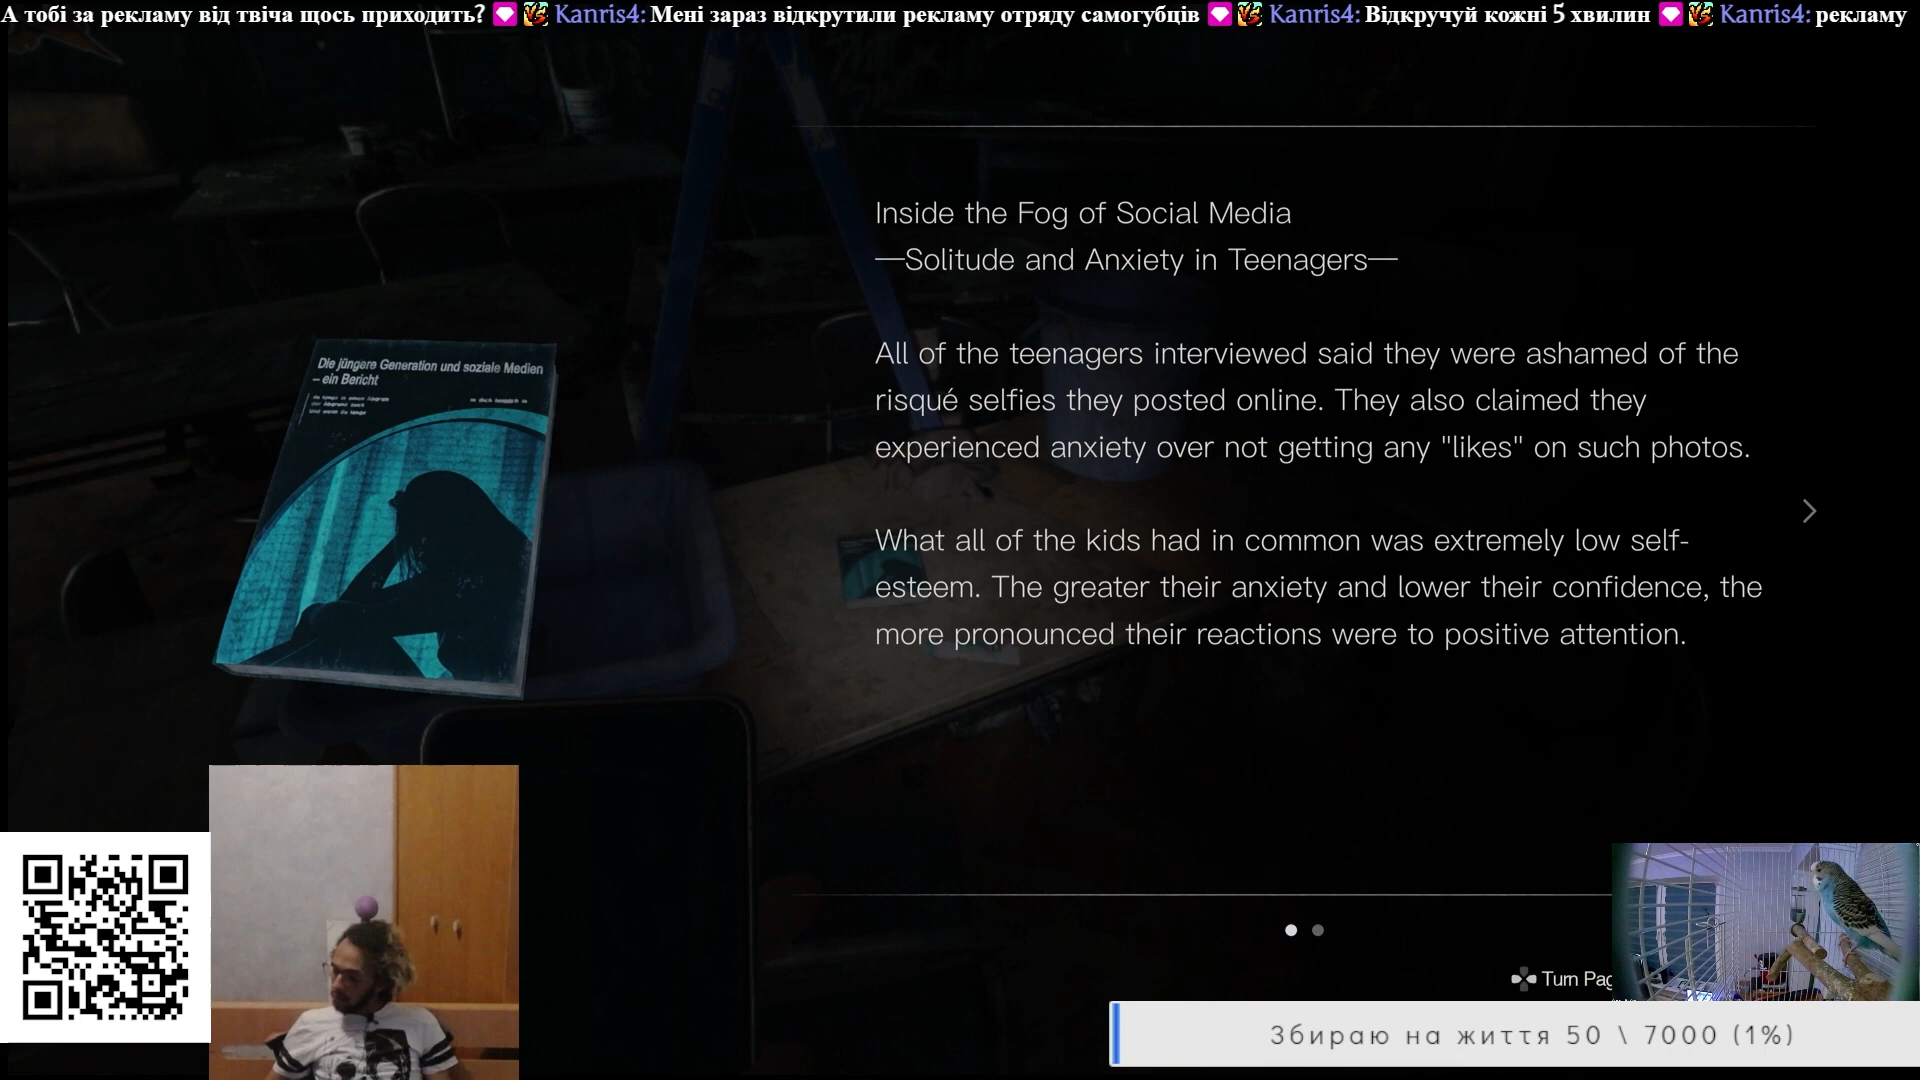 А тобі за рекламу від твіча щось приходить? Kanris4: Мені зараз відкрутили рекламу отряду самогубців Kanris4: Відкручуй кожні 5 хвилин Kanris4: рекламу
Inside the Fog of Social Media
—Solitude and Anxiety in Teenagers—
All of the teenagers interviewed said they were ashamed of the
risqué selfies they posted online. They also claimed they
experienced anxiety over not getting any "likes" on such photos.
What all of the kids had in common was extremely low self-
esteem. The greater their anxiety and lower their confidence, the
more pronounced their reactions were to positive attention.
Die jüngere Generation und soziale Medien
– ein Bericht
Turn Pag
Збираю на життя 50 \ 7000 (1%)